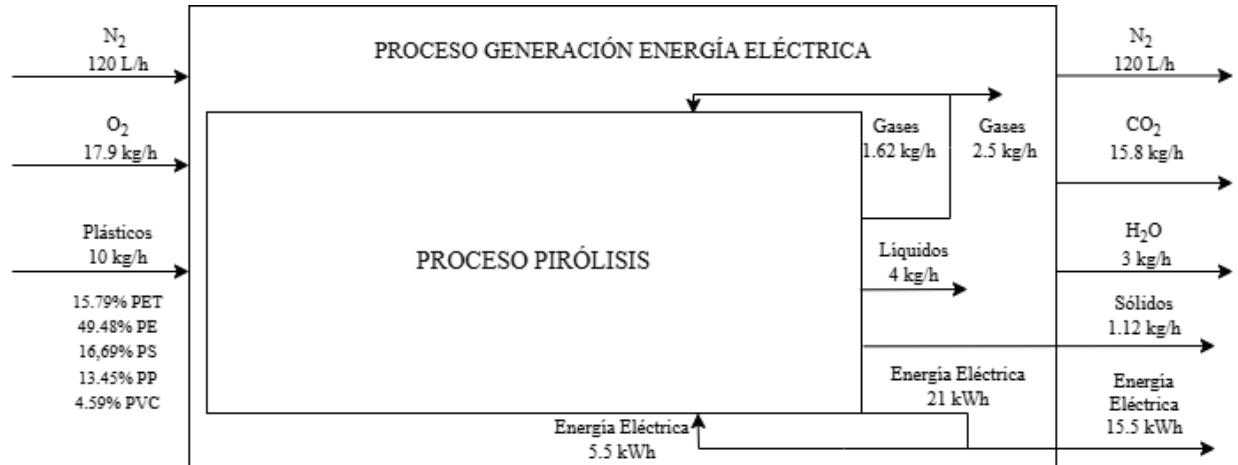 N2
120 L/h
O2
17.9 kg/h
Plásticos
10 kg/h
15.79% PET
49.48% PE
16,69% PS
13.45% PP
4.59% PVC
PROCESO GENERACIÓN ENERGÍA ELÉCTRICA
PROCESO PIRÓLISIS
Gases
1.62 kg/h
Gases
2.5 kg/h
Líquidos
4 kg/h
Energía Eléctrica
21 kWh
Energía Eléctrica
5.5 kWh
N2
120 L/h
CO2
15.8 kg/h
H2O
3 kg/h
Sólidos
1.12 kg/h
Energía
Eléctrica
15.5 kWh